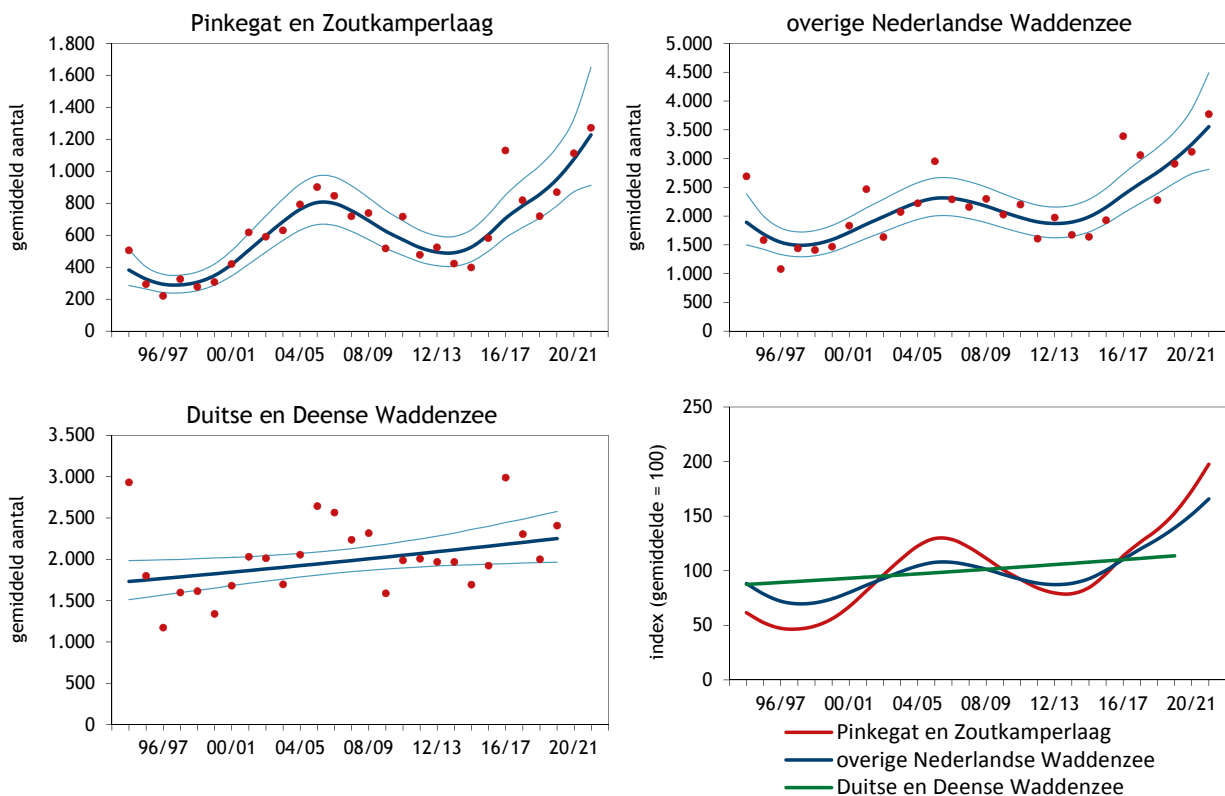 Pinkegat en Zoutkamperlaag
gemiddeld aantal
1.800
1.600
1.400
1.200
1.000
800
600
400
200
0
96/97 00/01 04/05 08/09 12/13 16/17 20/21
overige Nederlandse Waddenzee
gemiddeld aantal
5.000
4.500
4.000
3.500
3.000
2.500
2.000
1.500
1.000
500
0
96/97 00/01 04/05 08/09 12/13 16/17 20/21
Duitse en Deense Waddenzee
gemiddeld aantal
3.500
3.000
2.500
2.000
1.500
1.000
500
0
96/97 00/01 04/05 08/09 12/13 16/17 20/21
index (gemiddelde = 100)
250
200
150
100
50
0
96/97 00/01 04/05 08/09 12/13 16/17 20/21
Pinkegat en Zoutkamperlaag
overige Nederlandse Waddenzee
Duitse en Deense Waddenzee